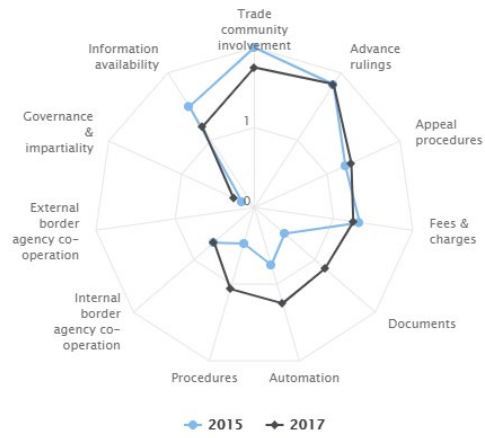 Trade
community
involvement
Information
availability
Advance
rulings
Governance
&
impartiality
1
Appeal
procedures
0
External
border
agency co-
operation
Fees &
charges
Internal
border
agency co-
operation
Documents
Procedures
Automation
2015
2017